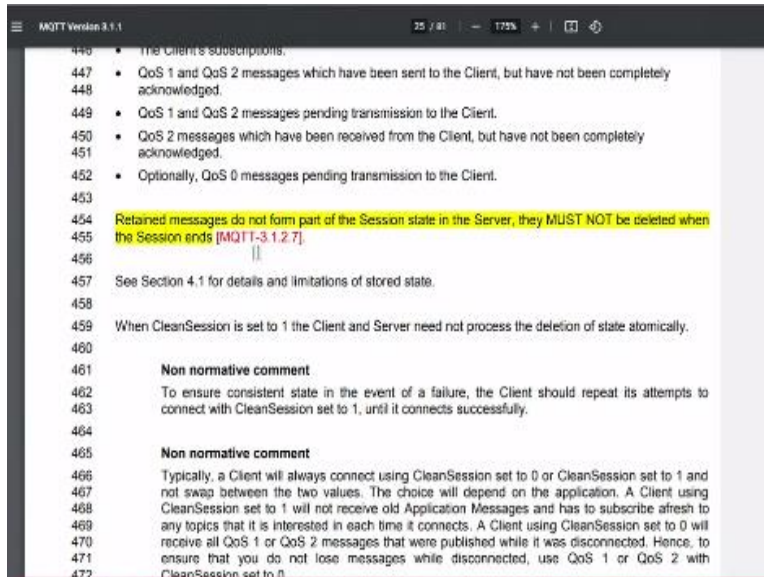 MQTT Version 3.1.1 25 / 81 − 175% +
446 • The Client's subscriptions.
447 • QoS 1 and QoS 2 messages which have been sent to the Client, but have not been completely
448 acknowledged.
449 • QoS 1 and QoS 2 messages pending transmission to the Client.
450 • QoS 2 messages which have been received from the Client, but have not been completely
451 acknowledged.
452 • Optionally, QoS 0 messages pending transmission to the Client.
453
454 Retained messages do not form part of the Session state in the Server, they MUST NOT be deleted when
455 the Session ends [MQTT-3.1.2.7].
456
457 See Section 4.1 for details and limitations of stored state.
458
459 When CleanSession is set to 1 the Client and Server need not process the deletion of state atomically.
460
461 Non normative comment
462 To ensure consistent state in the event of a failure, the Client should repeat its attempts to
463 connect with CleanSession set to 1, until it connects successfully.
464
465 Non normative comment
466 Typically, a Client will always connect using CleanSession set to 0 or CleanSession set to 1 and
467 not swap between the two values. The choice will depend on the application. A Client using
468 CleanSession set to 1 will not receive old Application Messages and has to subscribe afresh to
469 any topics that it is interested in each time it connects. A Client using CleanSession set to 0 will
470 receive all QoS 1 or QoS 2 messages that were published while it was disconnected. Hence, to
471 ensure that you do not lose messages while disconnected, use QoS 1 or QoS 2 with
472 CleanSession set to 0